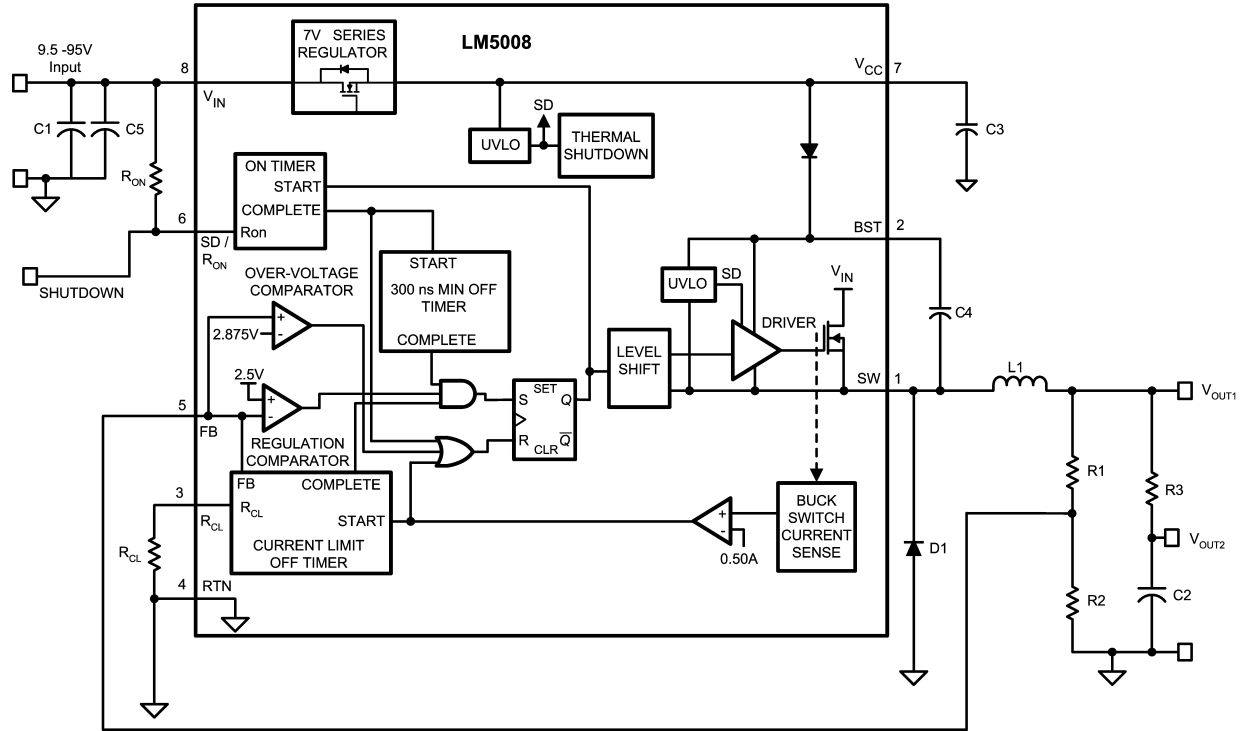 LM5008
9.5 -95V
Input
8
V_IN
7V SERIES
REGULATOR
V_CC
7
C1
C5
C3
SD
UVLO
THERMAL
SHUTDOWN
R_ON
ON TIMER
START
COMPLETE
Ron
6
SD /
R_ON
SHUTDOWN
BST
2
START
300 ns MIN OFF
TIMER
COMPLETE
OVER-VOLTAGE
COMPARATOR
+
-
2.875V
UVLO
SD
V_IN
DRIVER
C4
LEVEL
SHIFT
SW
1
L1
V_OUT1
2.5V
+
-
5
FB
REGULATION
COMPARATOR
SET
S
Q
R
Q̅
CLR
R1
R3
FB
COMPLETE
3
R_CL
R_CL
START
CURRENT LIMIT
OFF TIMER
R_CL
+
-
0.50A
BUCK
SWITCH
CURRENT
SENSE
D1
V_OUT2
4
RTN
R2
C2